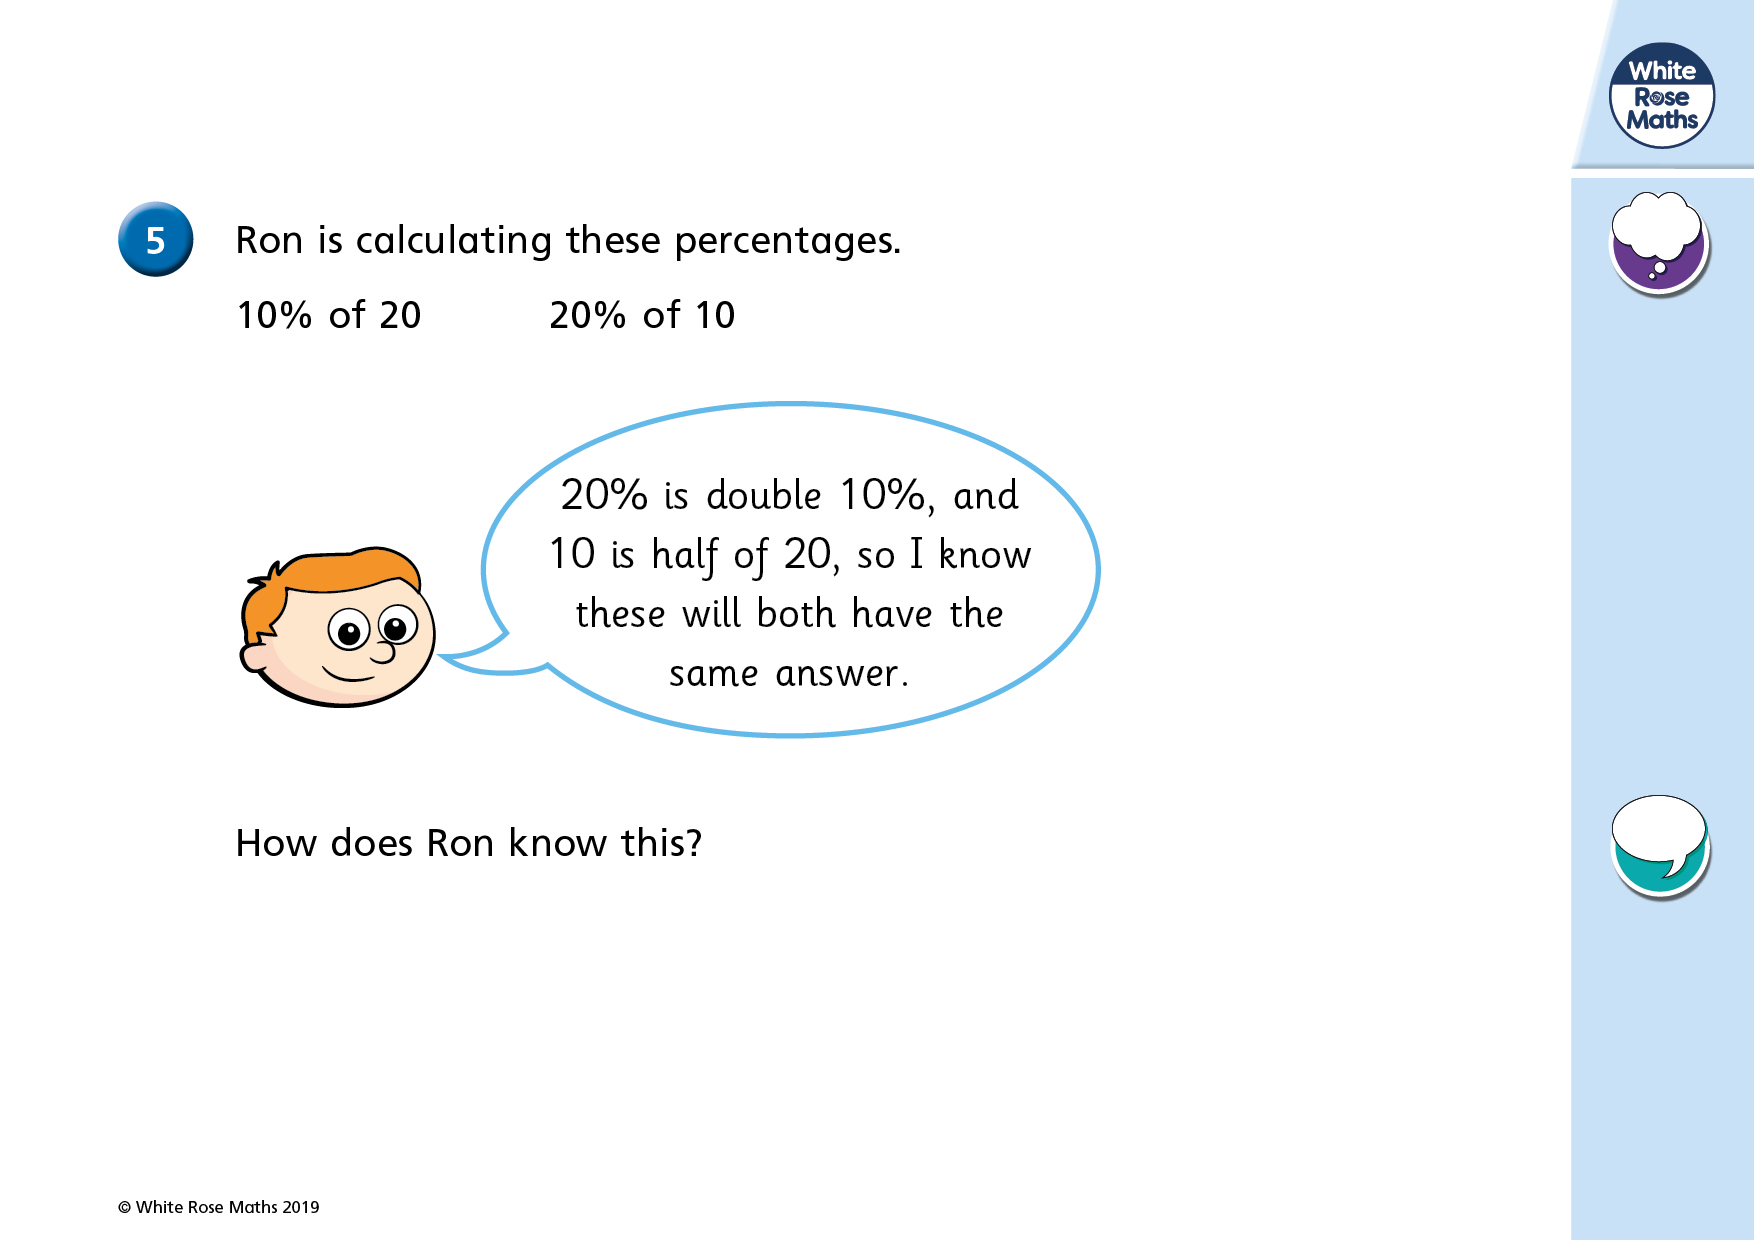 White
Rose
Maths
5 Ron is calculating these percentages.
10% of 20 20% of 10
20% is double 10%, and
10 is half of 20, so I know
these will both have the
same answer.
How does Ron know this?
© White Rose Maths 2019